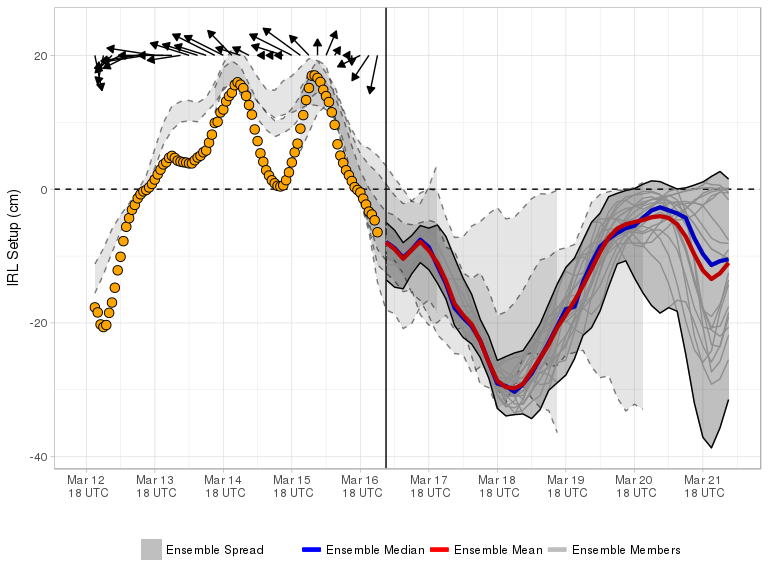 IRL Setup (cm)
20
0
-20
-40
Mar 12 Mar 13 Mar 14 Mar 15 Mar 16 Mar 17 Mar 18 Mar 19 Mar 20 Mar 21
18 UTC 18 UTC 18 UTC 18 UTC 18 UTC 18 UTC 18 UTC 18 UTC 18 UTC 18 UTC
Ensemble Spread Ensemble Median Ensemble Mean Ensemble Members